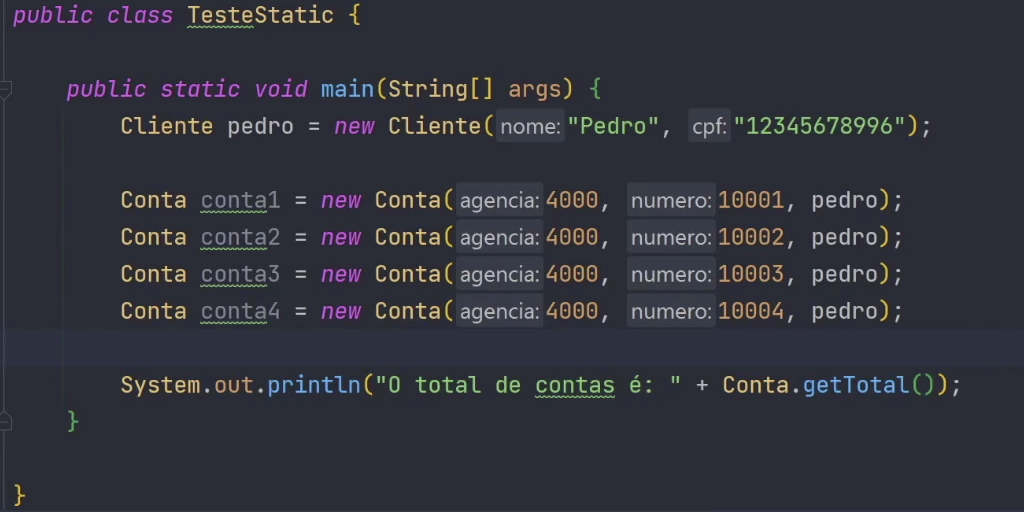 public class TesteStatic {
public static void main(String[] args) {
Cliente pedro = new Cliente( nome: "Pedro", cpf: "12345678996");
Conta conta1 = new Conta( agencia: 4000, numero: 10001, pedro);
Conta conta2 = new Conta( agencia: 4000, numero: 10002, pedro);
Conta conta3 = new Conta( agencia: 4000, numero: 10003, pedro);
Conta conta4 = new Conta( agencia: 4000, numero: 10004, pedro);
System.out.println("O total de contas é: " + Conta.getTotal());
}
}